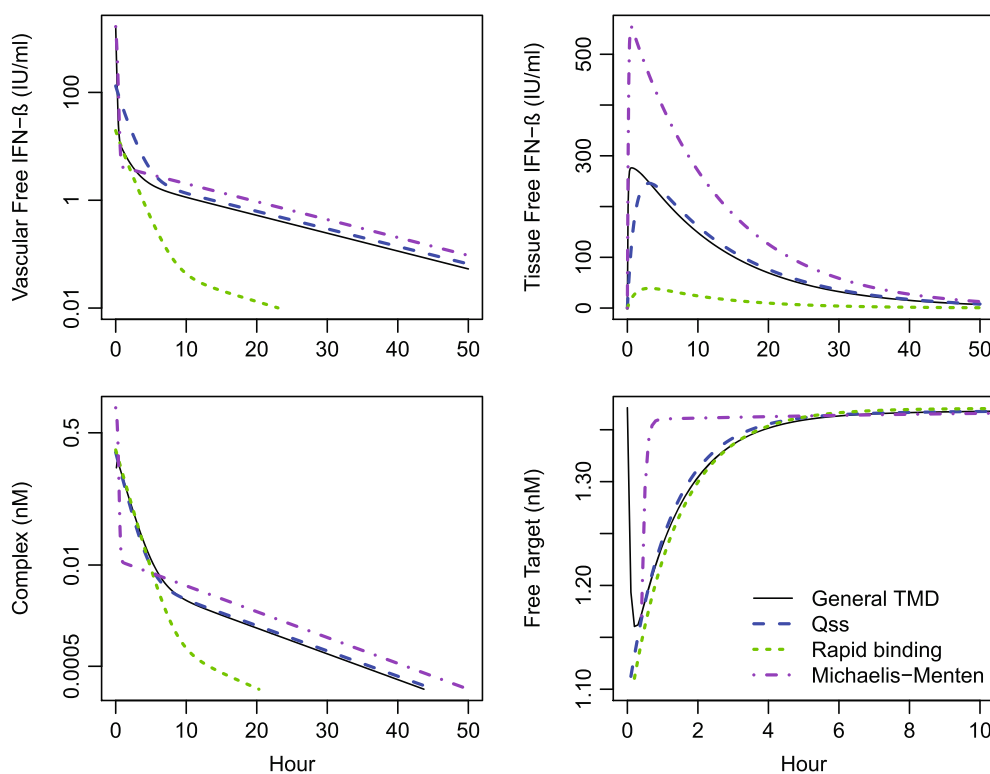 Vascular Free IFN−ß (IU/ml)
100
1
0.01
0 10 20 30 40 50
Tissue Free IFN−ß (IU/ml)
500
300
100
0
0 10 20 30 40 50
Complex (nM)
0.5
0.01
0.0005
0 10 20 30 40 50
Hour
Free Target (nM)
1.30
1.20
1.10
General TMD
Qss
Rapid binding
Michaelis−Menten
0 2 4 6 8 10
Hour